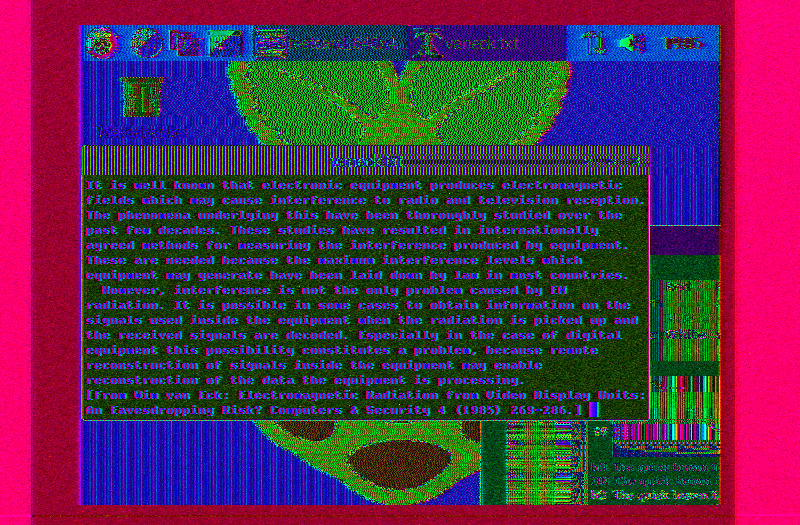 It is well known that electronic equipment produces electromagnetic
fields which may cause interference to radio and television reception.
The phenomena underlying this have been thoroughly studied over the
past few decades. These studies have resulted in internationally
agreed methods for measuring the interference produced by equipment.
These are needed because the maximum interference levels which
equipment may generate have been laid down by law in most countries.
However, interference is not the only problem caused by EM
radiation. It is possible in some cases to obtain information on the
signals used inside the equipment when the radiation is picked up and
the received signals are decoded. Especially in the case of digital
equipment this possibility constitutes a problem, because remote
reconstruction of signals inside the equipment may enable
reconstruction of the data the equipment is processing.
[from Wim van Eck: Electromagnetic Radiation from Video Display Units:
An Eavesdropping Risk? Computers & Security 4 (1985) 269-286.]
The quick brown